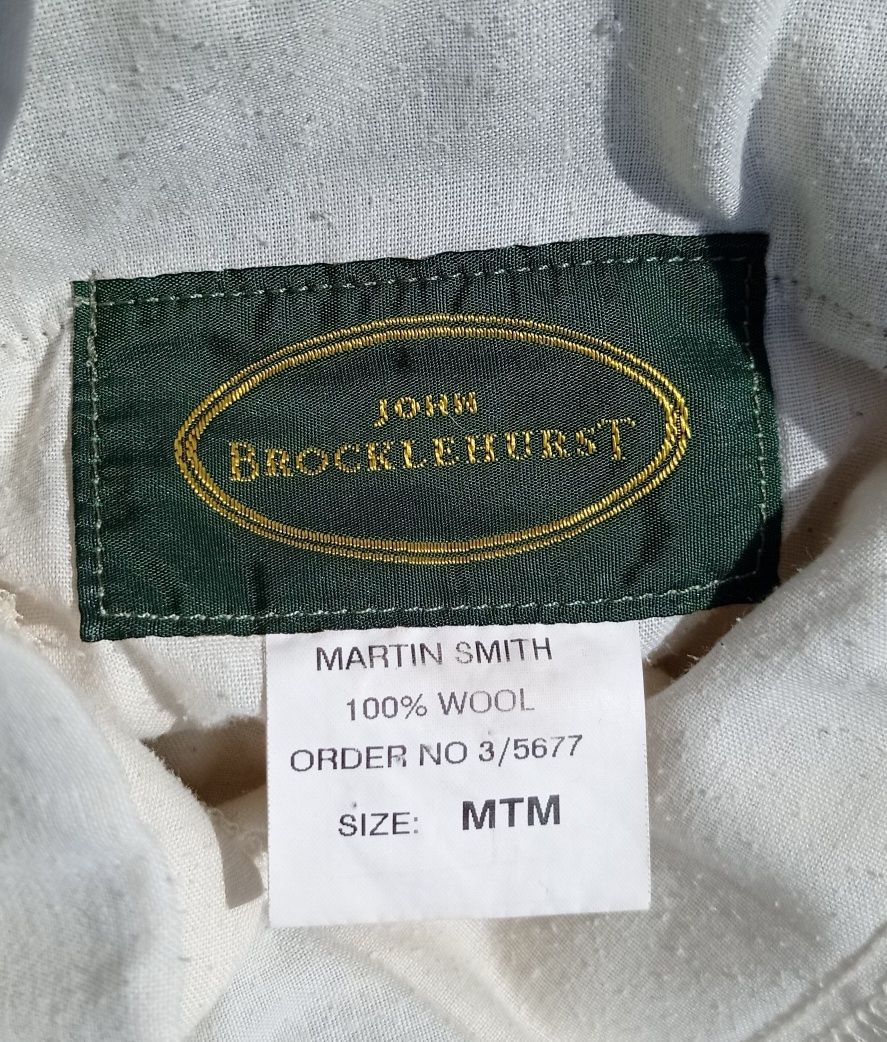 JOHN
BROCKLEHURST
MARTIN SMITH
100% WOOL
ORDER NO 3/5677
SIZE: MTM